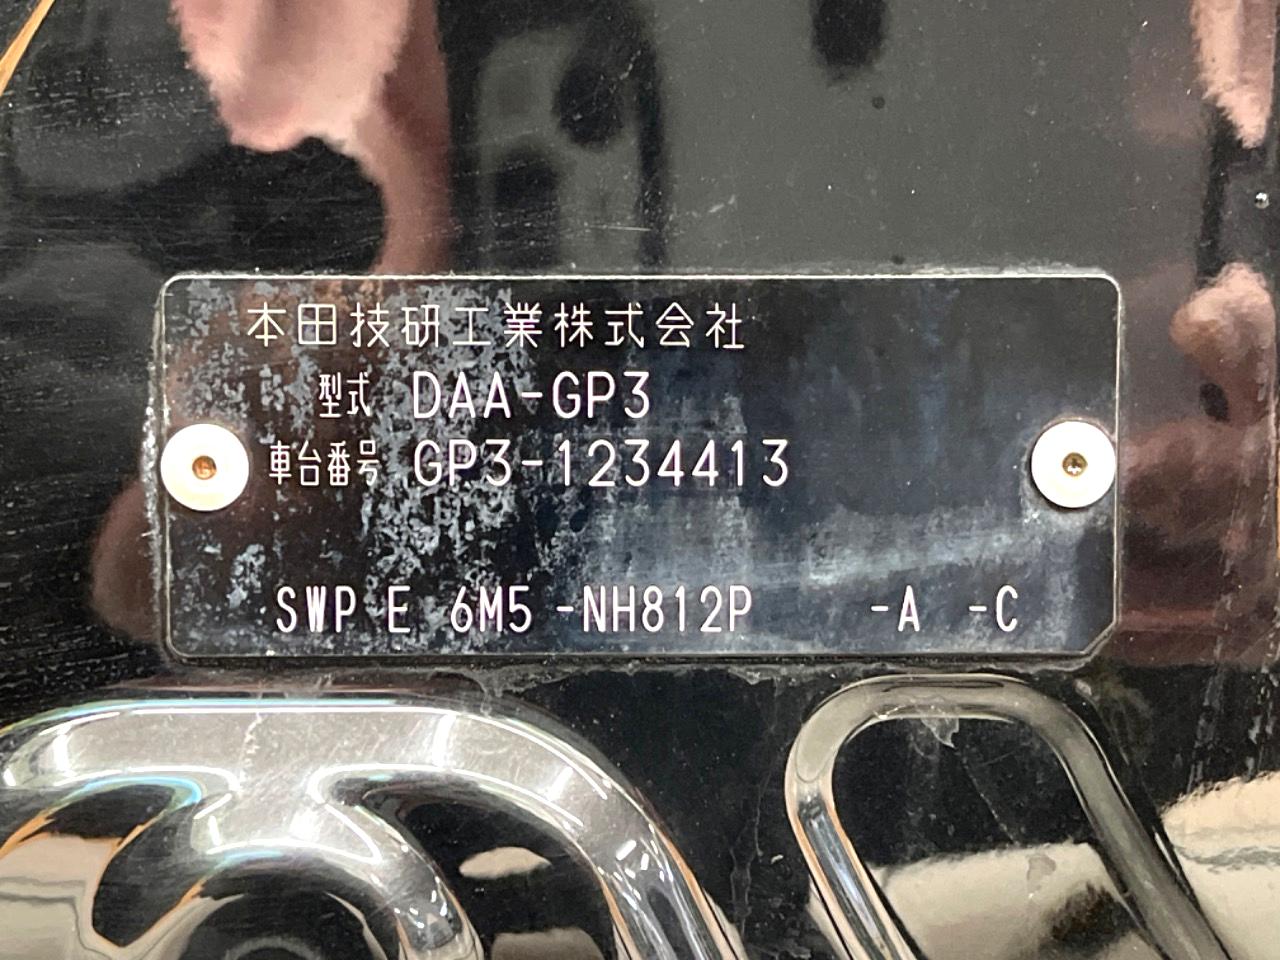 本田技研工業株式会社
型式 DAA-GP3
車台番号 GP3-1234413
SWP E 6M5 -NH812P -A -C